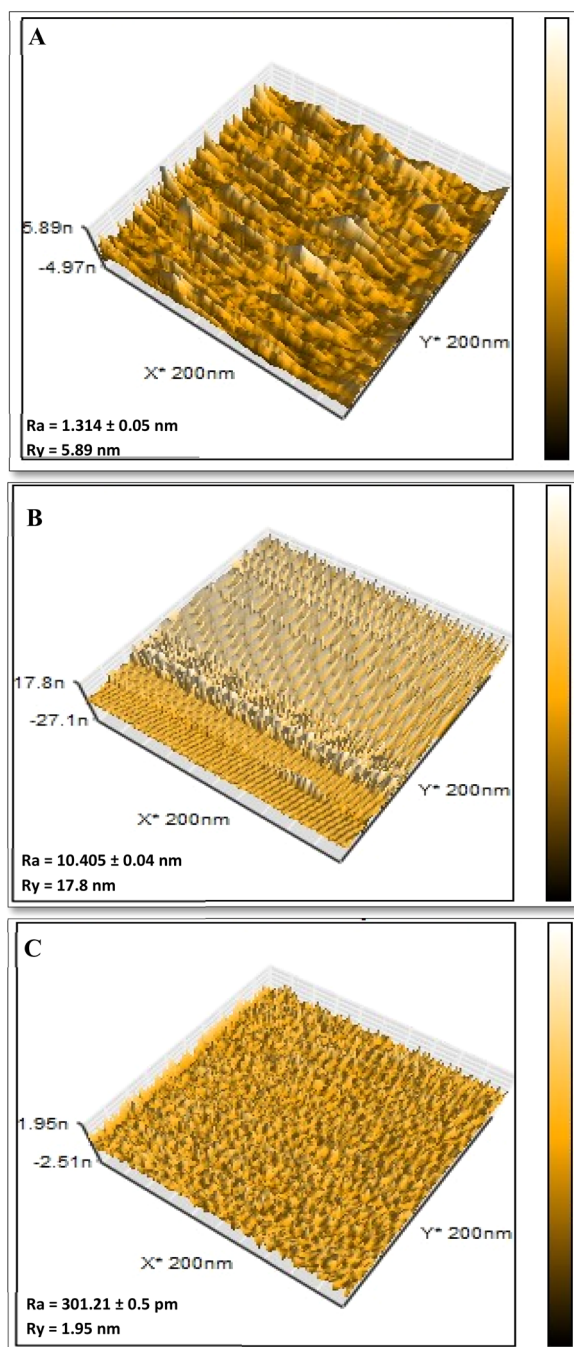 A
5.89n
-4.97n
X* 200nm
Y* 200nm
Ra = 1.314 ± 0.05 nm
Ry = 5.89 nm
B
17.8n
-27.1n
X* 200nm
Y* 200nm
Ra = 10.405 ± 0.04 nm
Ry = 17.8 nm
C
1.95n
-2.51n
X* 200nm
Y* 200nm
Ra = 301.21 ± 0.5 pm
Ry = 1.95 nm